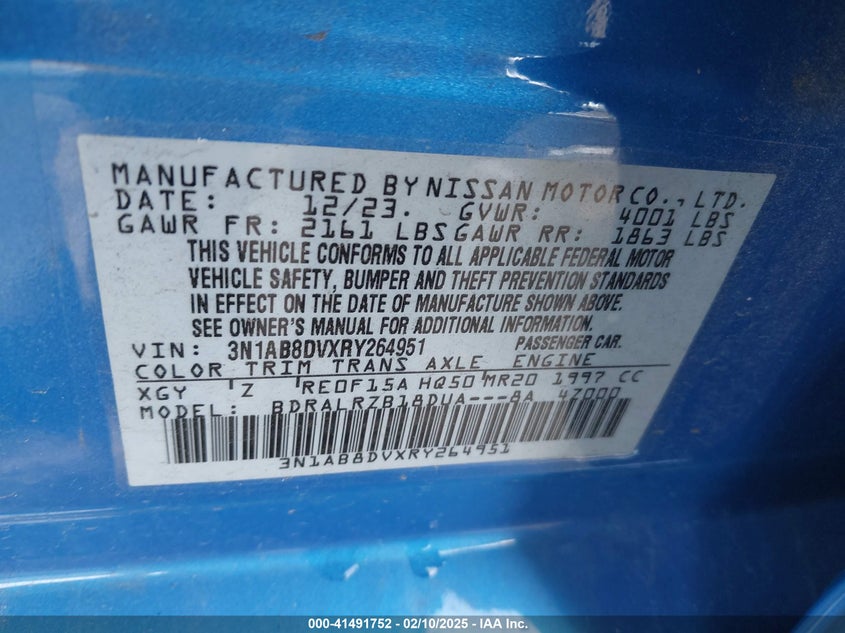 MANUFACTURED BY NISSAN MOTOR CO., LTD.
DATE: 12/23. GVWR: 4001 LBS
GAWR FR: 2161 LBS GAWR RR: 1863 LBS
THIS VEHICLE CONFORMS TO ALL APPLICABLE FEDERAL MOTOR
VEHICLE SAFETY, BUMPER AND THEFT PREVENTION STANDARDS
IN EFFECT ON THE DATE OF MANUFACTURE SHOWN ABOVE.
SEE OWNER'S MANUAL FOR ADDITIONAL INFORMATION.
VIN: 3N1AB8DVXRY264951 PASSENGER CAR.
COLOR TRIM TRANS AXLE ENGINE
XGY Z RE0F15A HQ50 MR20 1997 CC
MODEL: BDRALRZB18DUA---8A 4Z000
3N1AB8DVXRY264951
000-41491752 / 02/10/2025 - IAA Inc.